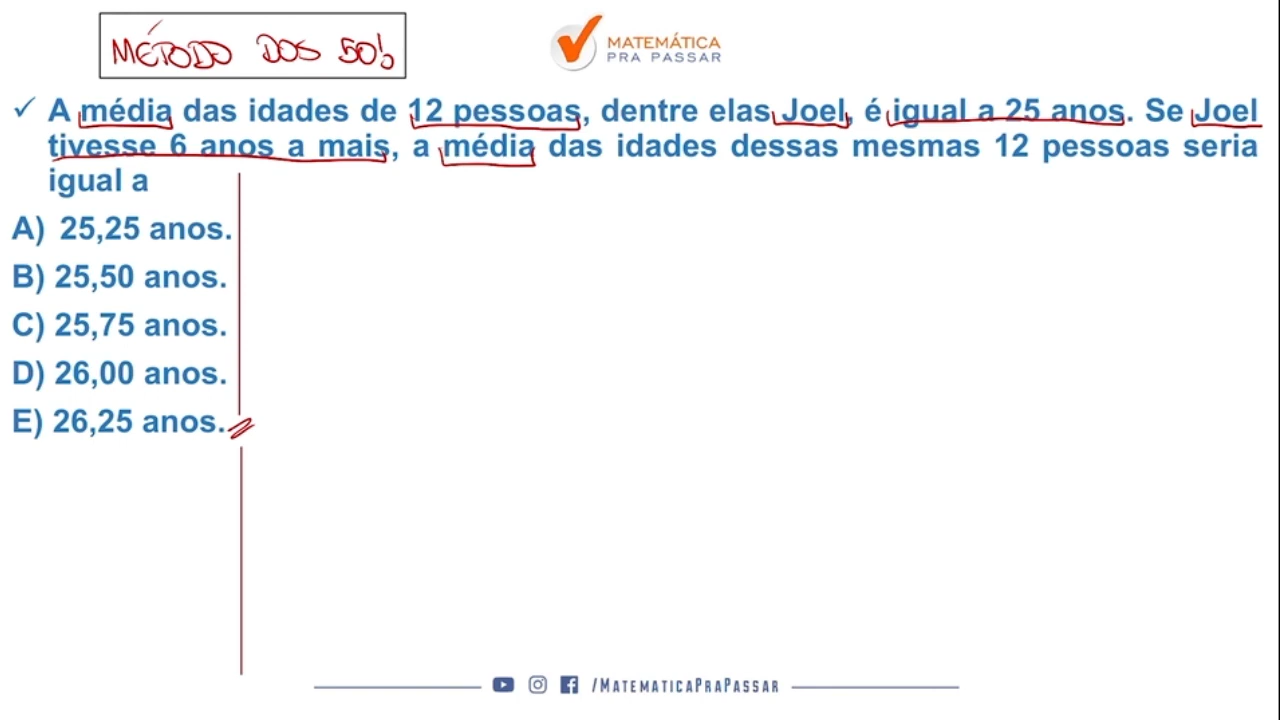 MÉTODO DOS 50!
MATEMÁTICA
PRA PASSAR
✓ A média das idades de 12 pessoas, dentre elas Joel, é igual a 25 anos. Se Joel
tivesse 6 anos a mais, a média das idades dessas mesmas 12 pessoas seria
igual a
A) 25,25 anos.
B) 25,50 anos.
C) 25,75 anos.
D) 26,00 anos.
E) 26,25 anos.
/MATEMATICAPRAPASSAR